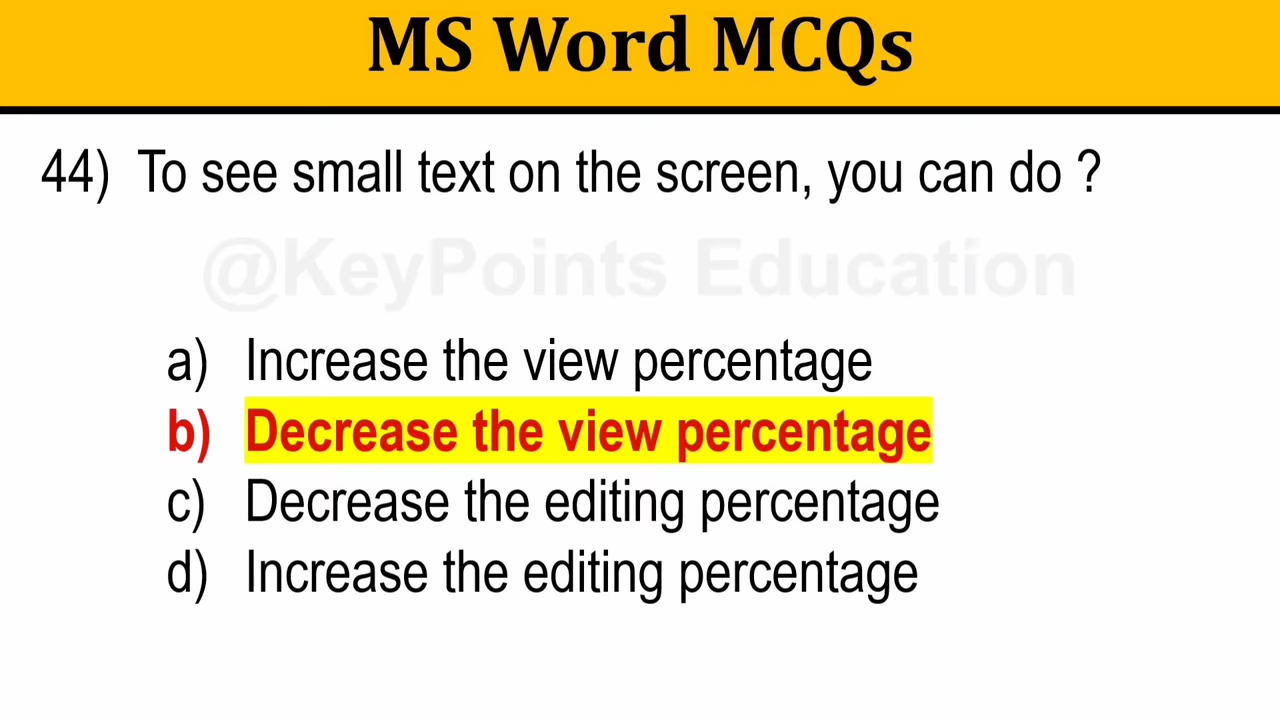 MS Word MCQs
44) To see small text on the screen, you can do ?
@KeyPoints Education
a) Increase the view percentage
b) Decrease the view percentage
c) Decrease the editing percentage
d) Increase the editing percentage